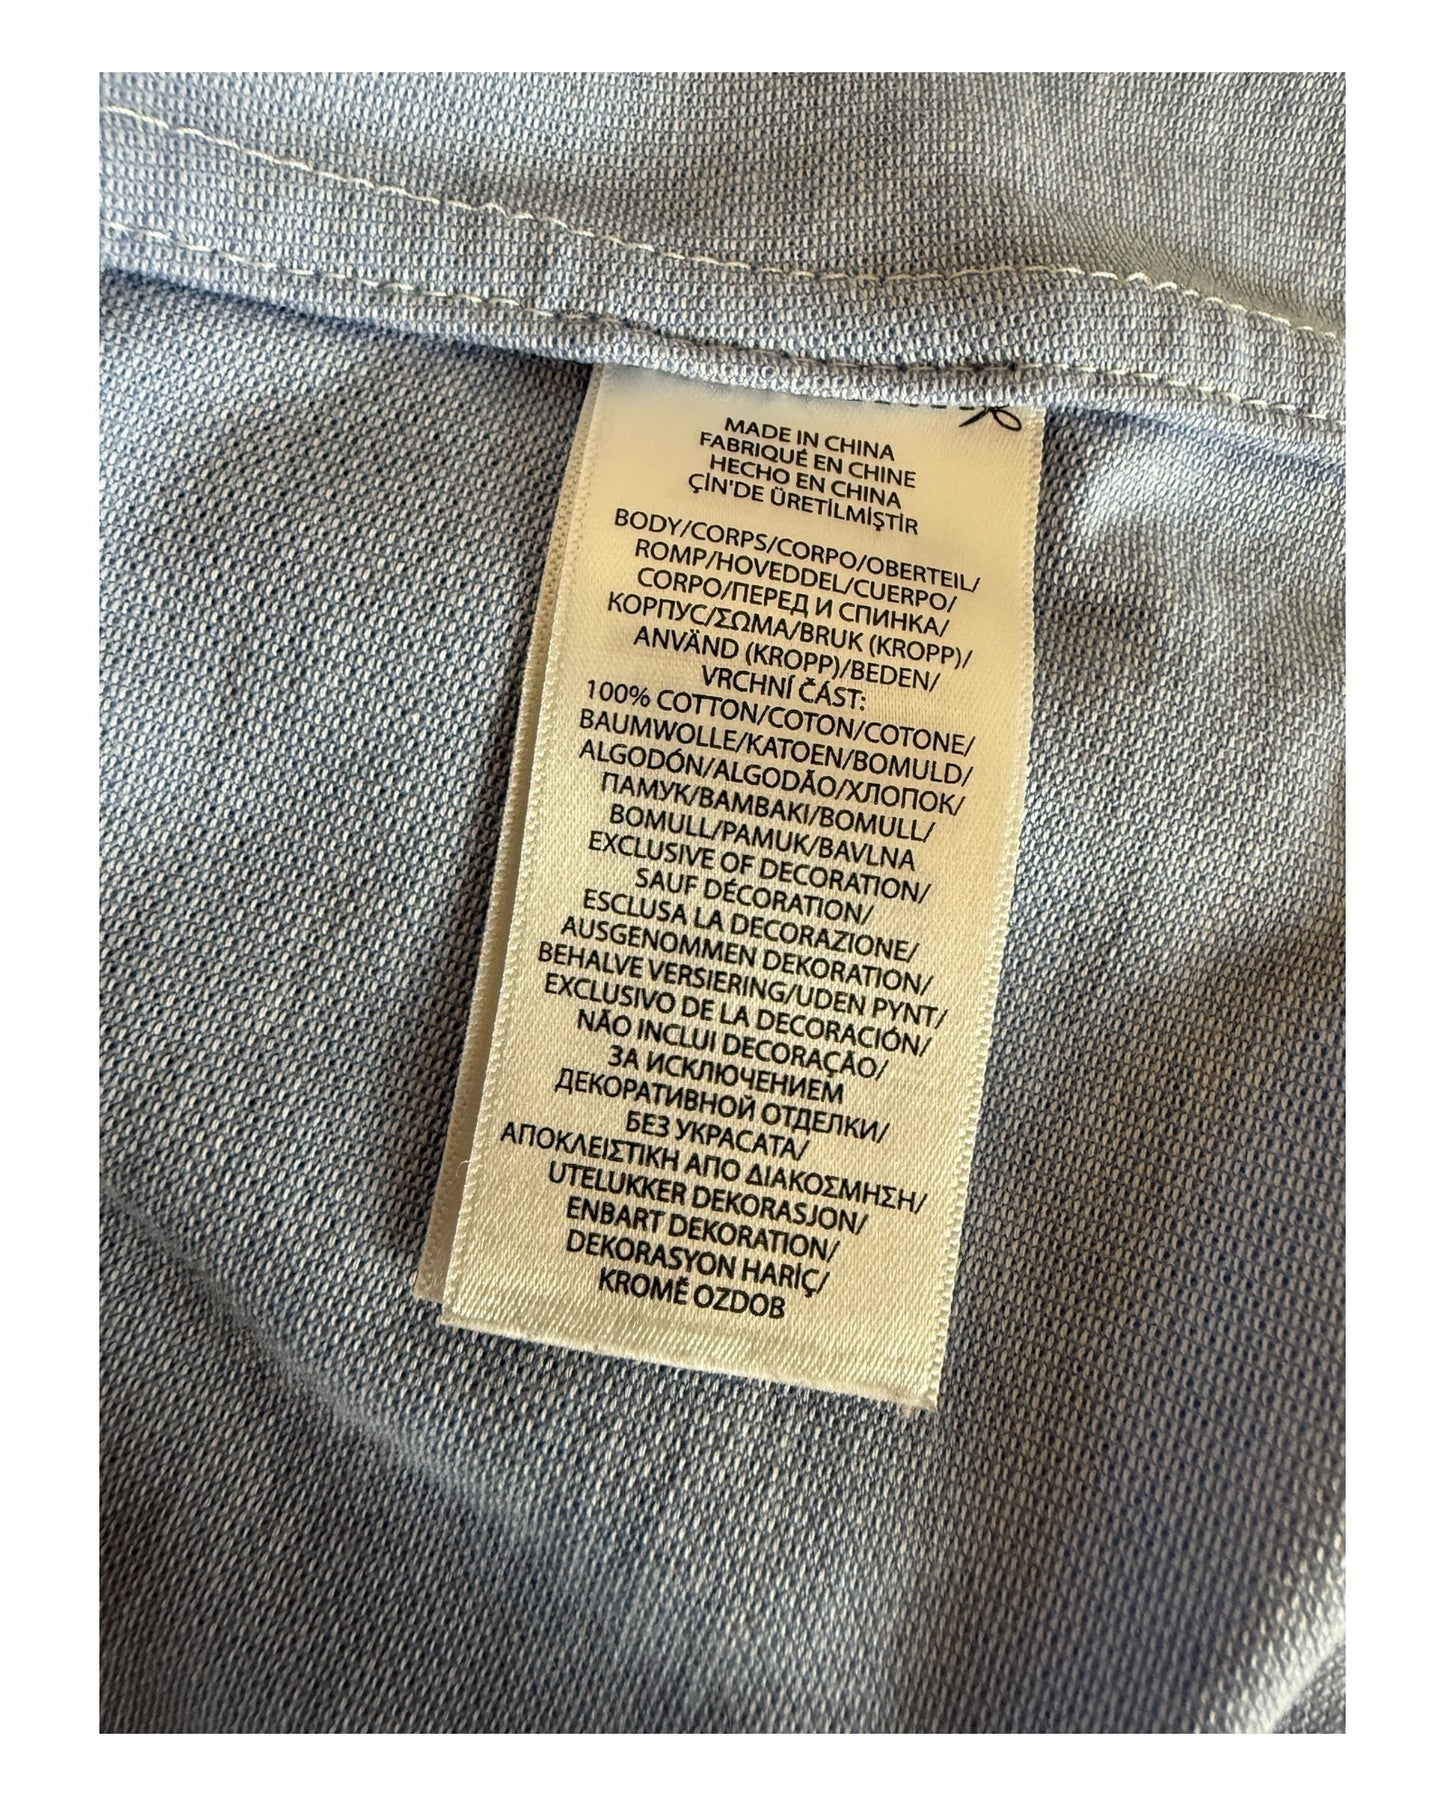 MADE IN CHINA
FABRIQUÉ EN CHINE
HECHO EN CHINA
ÇİN'DE ÜRETİLMİŞTİR
BODY/CORPS/CORPO/OBERTEIL/
ROMP/HOVEDDEL/CUERPO/
CORPO/ПЕРЕД И СПИНКА/
КОРПУС/ΣΩΜΑ/BRUK (KROPP)/
ANVÄND (KROPP)/BEDEN/
VRCHNÍ ČÁST:
100% COTTON/COTON/COTONE/
BAUMWOLLE/KATOEN/BOMULD/
ALGODÓN/ALGODÃO/ХЛОПОК/
ПАМУК/ΒΑΜΒΑΚΙ/BOMULL/
BOMULL/PAMUK/BAVLNA
EXCLUSIVE OF DECORATION/
SAUF DÉCORATION/
ESCLUSA LA DECORAZIONE/
AUSGENOMMEN DEKORATION/
BEHALVE VERSIERING/UDEN PYNT/
EXCLUSIVO DE LA DECORACIÓN/
NÃO INCLUI DECORAÇÃO/
ЗА ИСКЛЮЧЕНИЕМ
ДЕКОРАТИВНОЙ ОТДЕЛКИ/
БЕЗ УКРАСАТА/
ΑΠΟΚΛΕΙΣΤΙΚΗ ΑΠΟ ΔΙΑΚΟΣΜΗΣΗ/
UTELUKKER DEKORASJON/
ENBART DEKORATION/
DEKORASYON HARİÇ/
KROMĚ OZDOB